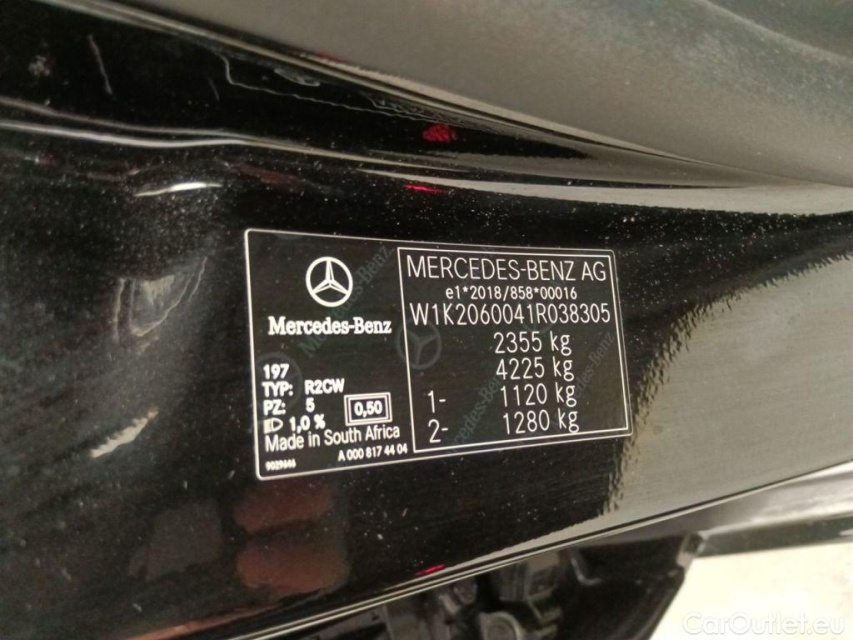 Mercedes-Benz
197
TYP: R2CW
PZ: 5
1,0 %
0,50
Made in South Africa
A 000 817 44 04
9029646
MERCEDES-BENZ AG
e1*2018/858*00016
W1K2060041R038305
2355 kg
4225 kg
1- 1120 kg
2- 1280 kg
CarOutlet.eu